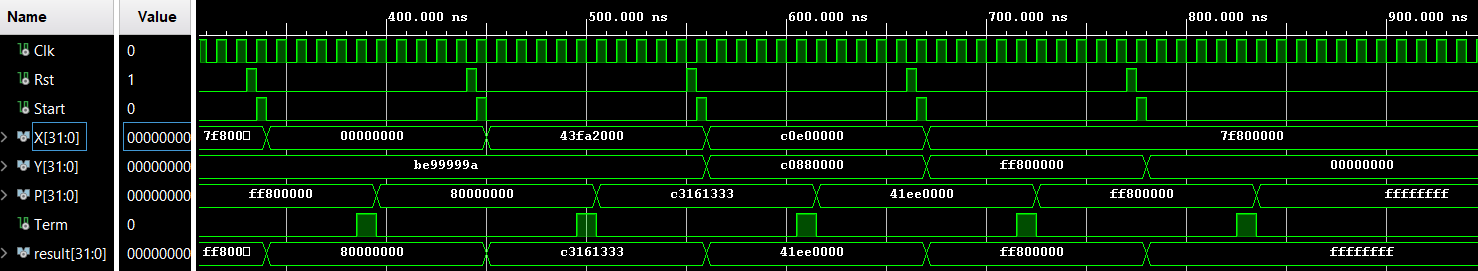 Name Value 400.000 ns 500.000 ns 600.000 ns 700.000 ns 800.000 ns 900.000 ns
Clk 0
Rst 1
Start 0
X[31:0] 00000000 7f800 00000000 43fa2000 c0e00000 7f800000
Y[31:0] 00000000 be99999a c0880000 ff800000 00000000
P[31:0] 00000000 ff800000 80000000 c3161333 41ee0000 ff800000 ffffffff
Term 0
result[31:0] 00000000 ff800 80000000 c3161333 41ee0000 ff800000 ffffffff